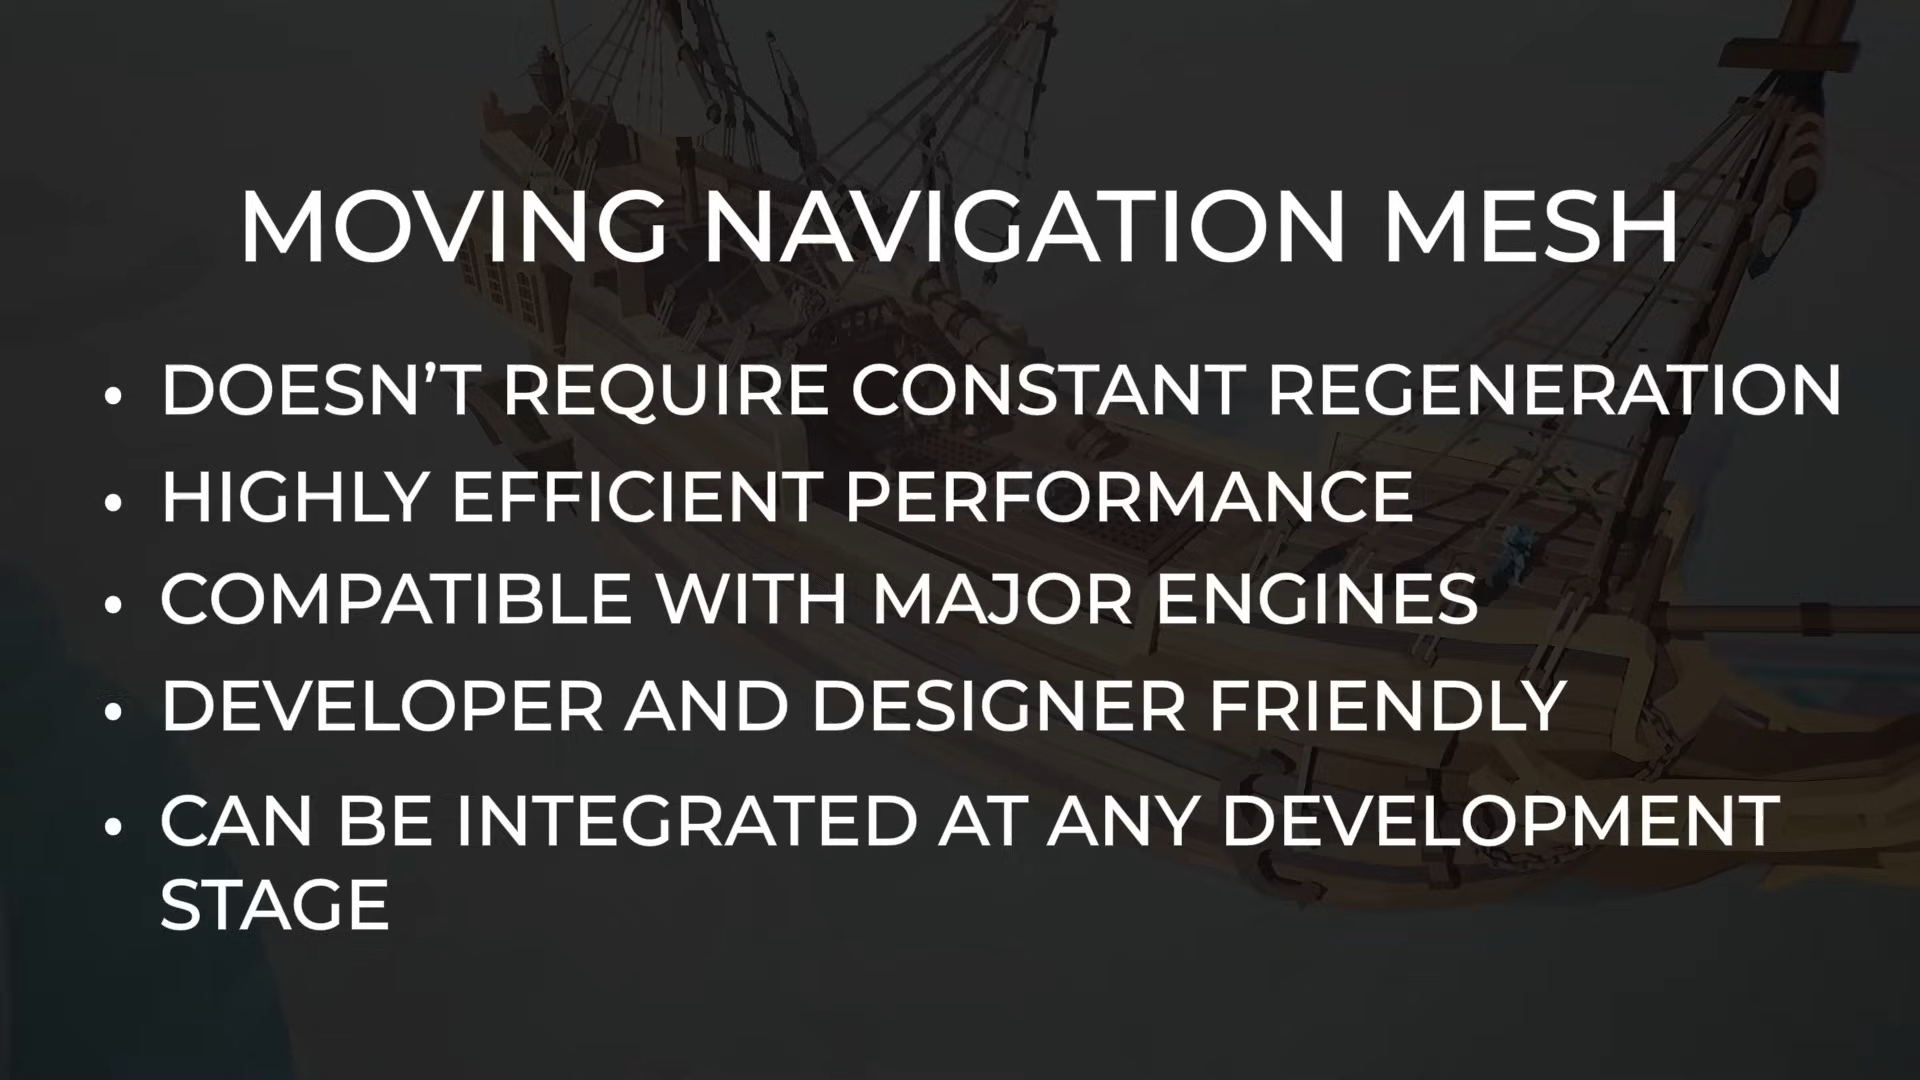 MOVING NAVIGATION MESH
• DOESN’T REQUIRE CONSTANT REGENERATION
• HIGHLY EFFICIENT PERFORMANCE
• COMPATIBLE WITH MAJOR ENGINES
• DEVELOPER AND DESIGNER FRIENDLY
• CAN BE INTEGRATED AT ANY DEVELOPMENT
STAGE